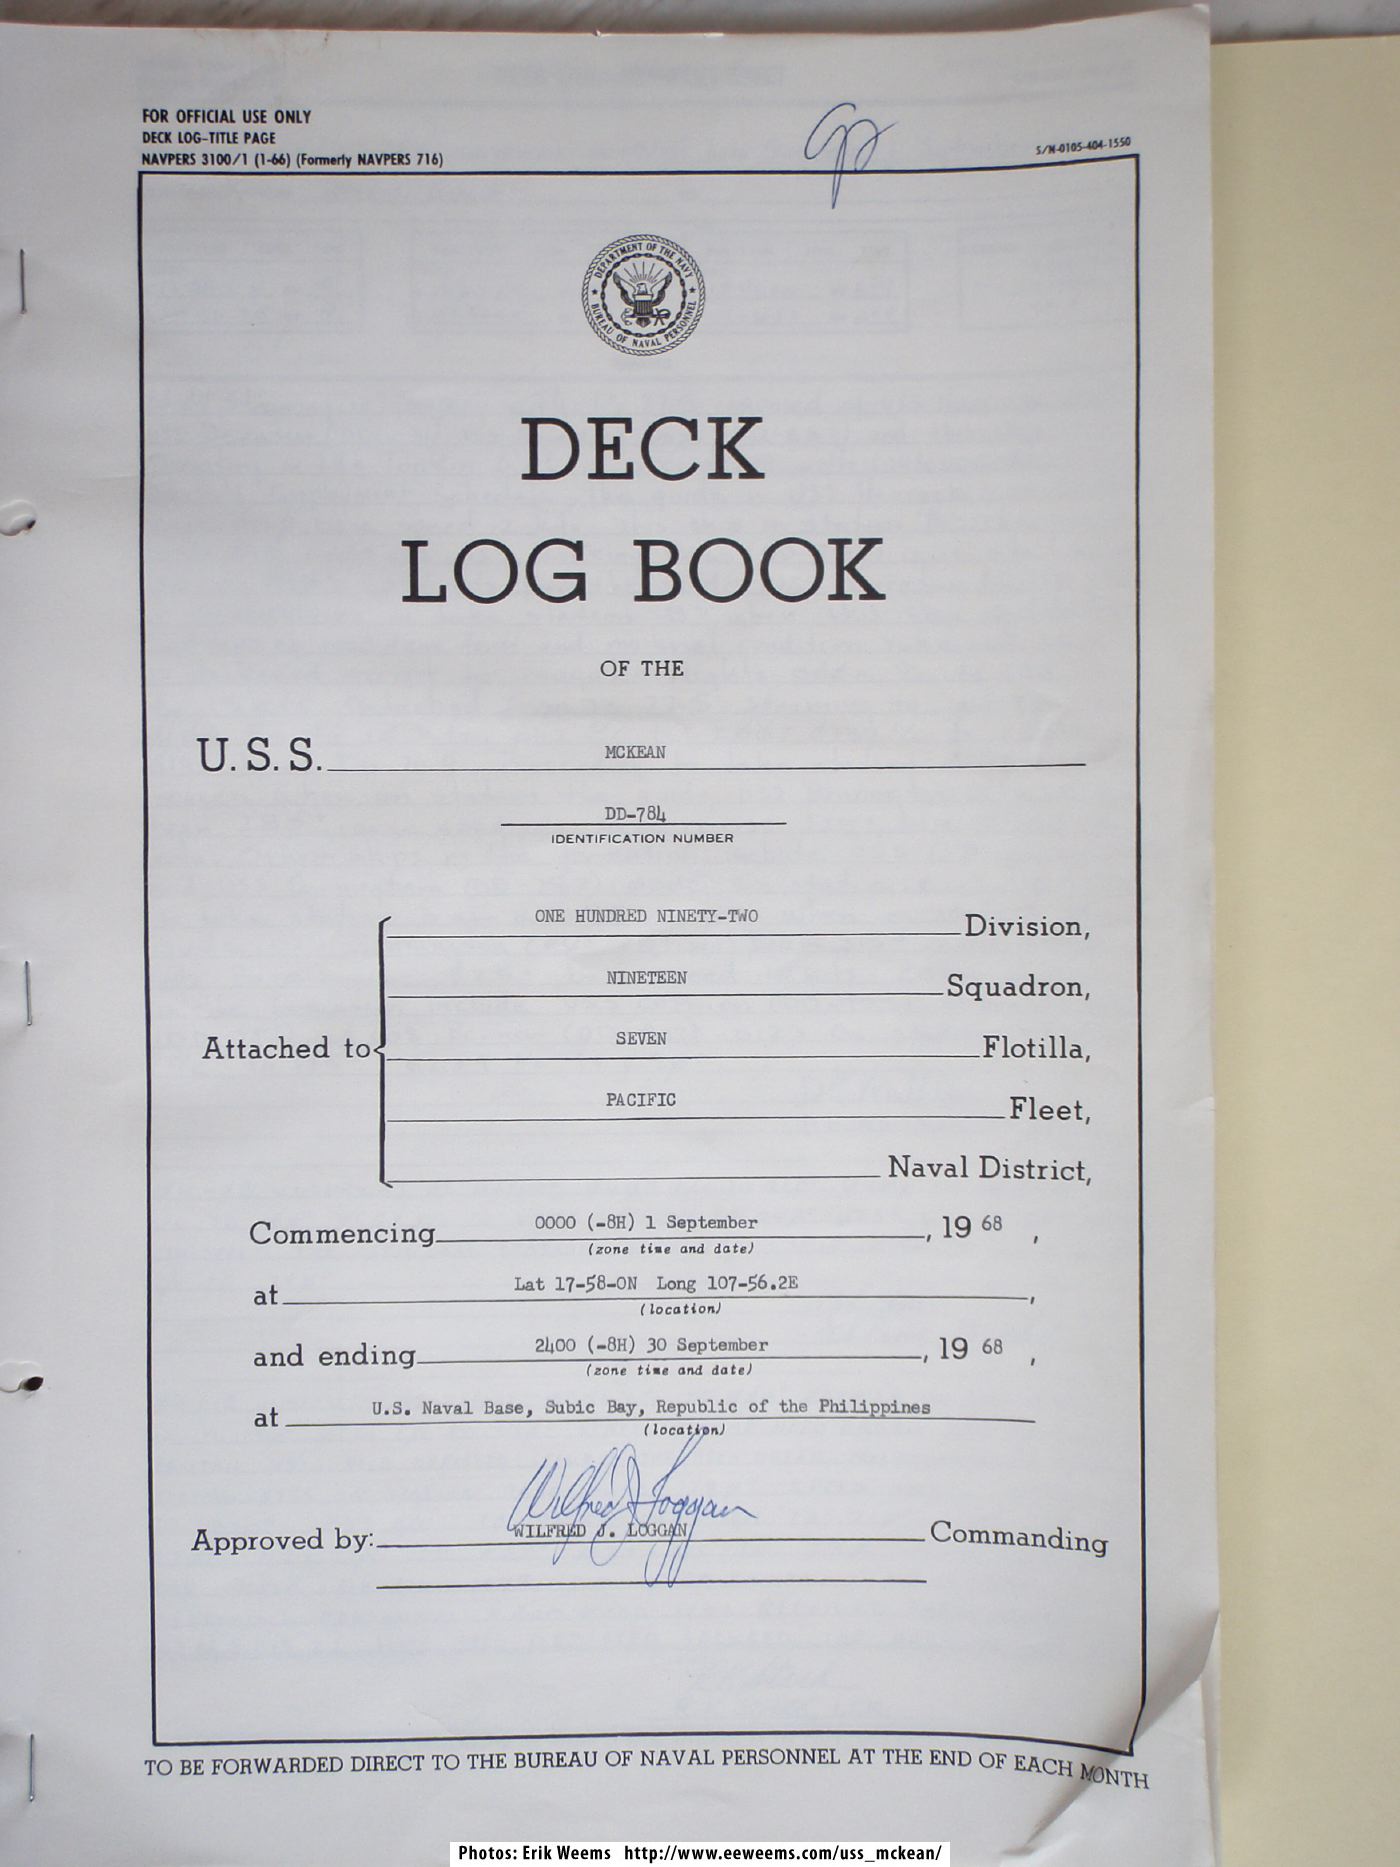 FOR OFFICIAL USE ONLY
DECK LOG-TITLE PAGE
NAVPERS 3100/1 (1-66) (Formerly NAVPERS 716)
S/N-0105-404-1550
DEPARTMENT OF THE NAVY
BUREAU OF NAVAL PERSONNEL
DECK
LOG BOOK
OF THE
U.S.S. MCKEAN
DD-784
IDENTIFICATION NUMBER
ONE HUNDRED NINETY-TWO Division,
NINETEEN Squadron,
Attached to SEVEN Flotilla,
PACIFIC Fleet,
Naval District,
Commencing 0000 (-8H) 1 September, 19 68 ,
(zone time and date)
at Lat 17-58-0N Long 107-56.2E ,
(location)
and ending 2400 (-8H) 30 September , 19 68 ,
(zone time and date)
at U.S. Naval Base, Subic Bay, Republic of the Philippines
(location)
Wilfred J Loggan
Approved by: WILFRED J. LOGGAN Commanding
TO BE FORWARDED DIRECT TO THE BUREAU OF NAVAL PERSONNEL AT THE END OF EACH MONTH
Photos: Erik Weems http://www.eeweems.com/uss_mckean/